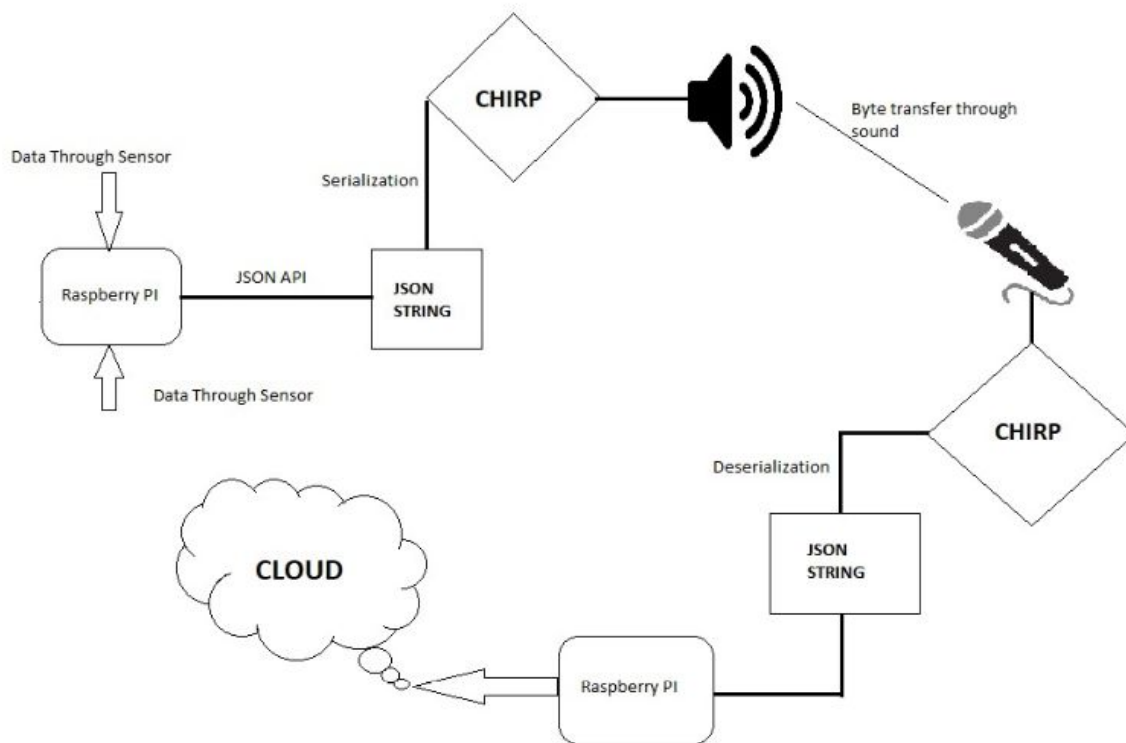 CHIRP
Byte transfer through
sound
Data Through Sensor
Serialization
Raspberry PI
JSON API
JSON
STRING
Data Through Sensor
CHIRP
Deserialization
JSON
STRING
CLOUD
Raspberry PI